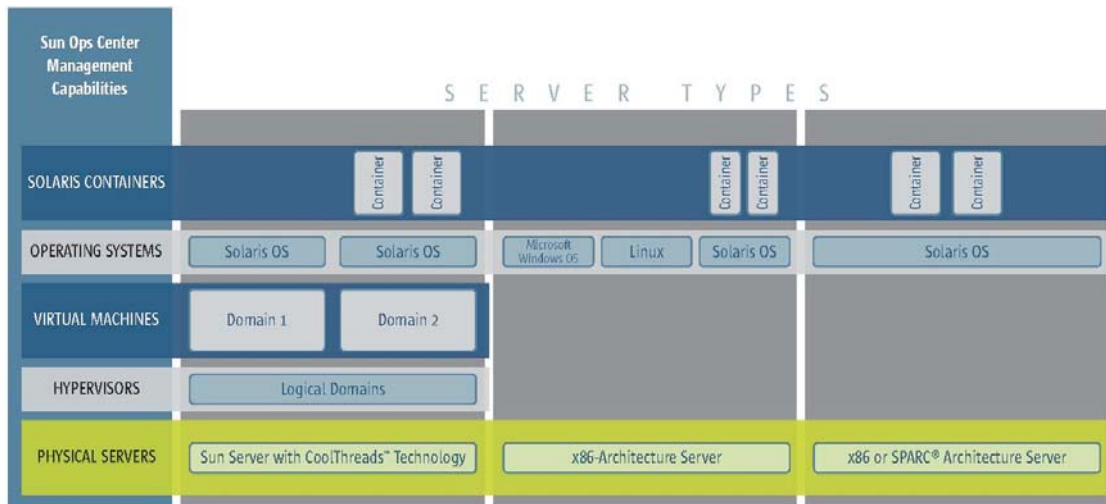 Sun Ops Center
Management
Capabilities
SERVER TYPES
SOLARIS CONTAINERS
Container
Container
Container
Container
Container
Container
OPERATING SYSTEMS
Solaris OS
Solaris OS
Microsoft
Windows OS
Linux
Solaris OS
Solaris OS
VIRTUAL MACHINES
Domain 1
Domain 2
HYPERVISORS
Logical Domains
PHYSICAL SERVERS
Sun Server with CoolThreads™ Technology
x86-Architecture Server
x86 or SPARC® Architecture Server